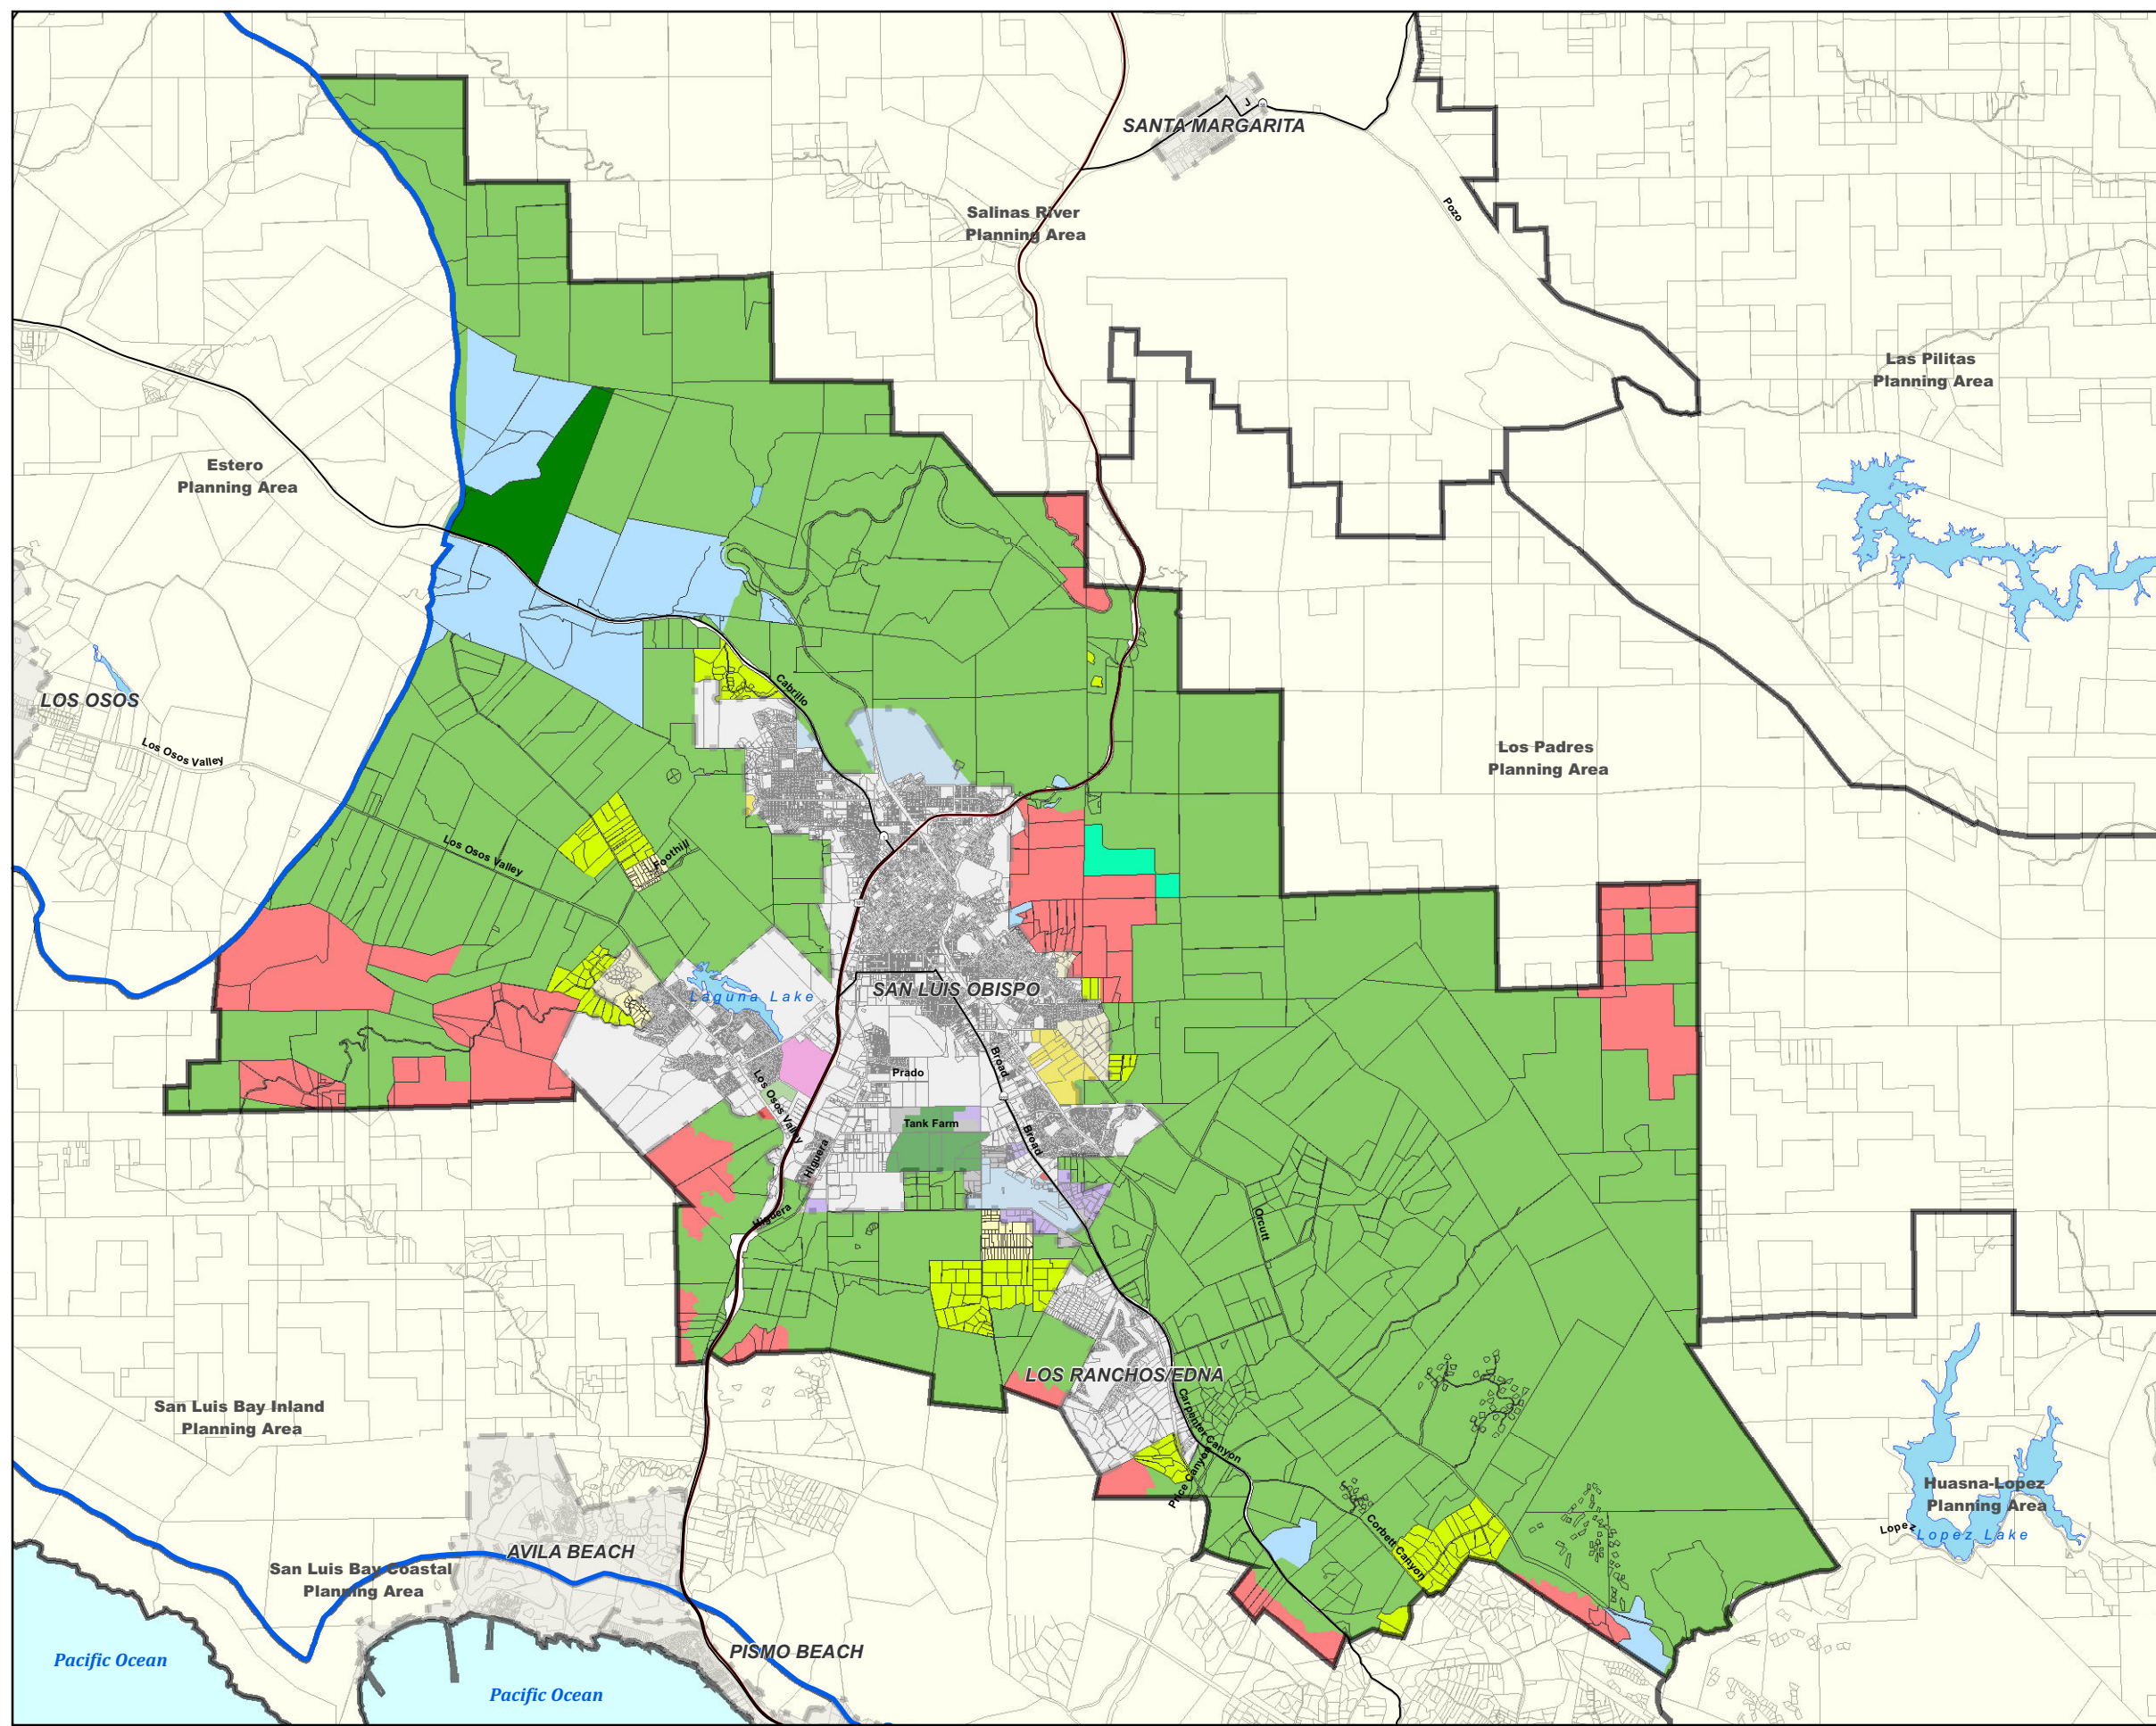 SANTA MARGARITA
Salinas River
Planning Area
Pozo
Las Pilitas
Planning Area
Estero
Planning Area
LOS OSOS
Los Osos Valley
Cabrillo
Los Padres
Planning Area
Los Osos Valley
Foothill
101
Laguna Lake
SAN LUIS OBISPO
Prado
Broad
Los Osos Valley
Tank Farm
Broad
Higuera
Higuera
Orcutt
LOS RANCHOS/EDNA
Carpenter Canyon
Price Canyon
San Luis Bay Inland
Planning Area
Corbett Canyon
Huasna-Lopez
Planning Area
Lopez
Lopez Lake
AVILA BEACH
San Luis Bay Coastal
Planning Area
PISMO BEACH
Pacific Ocean
Pacific Ocean